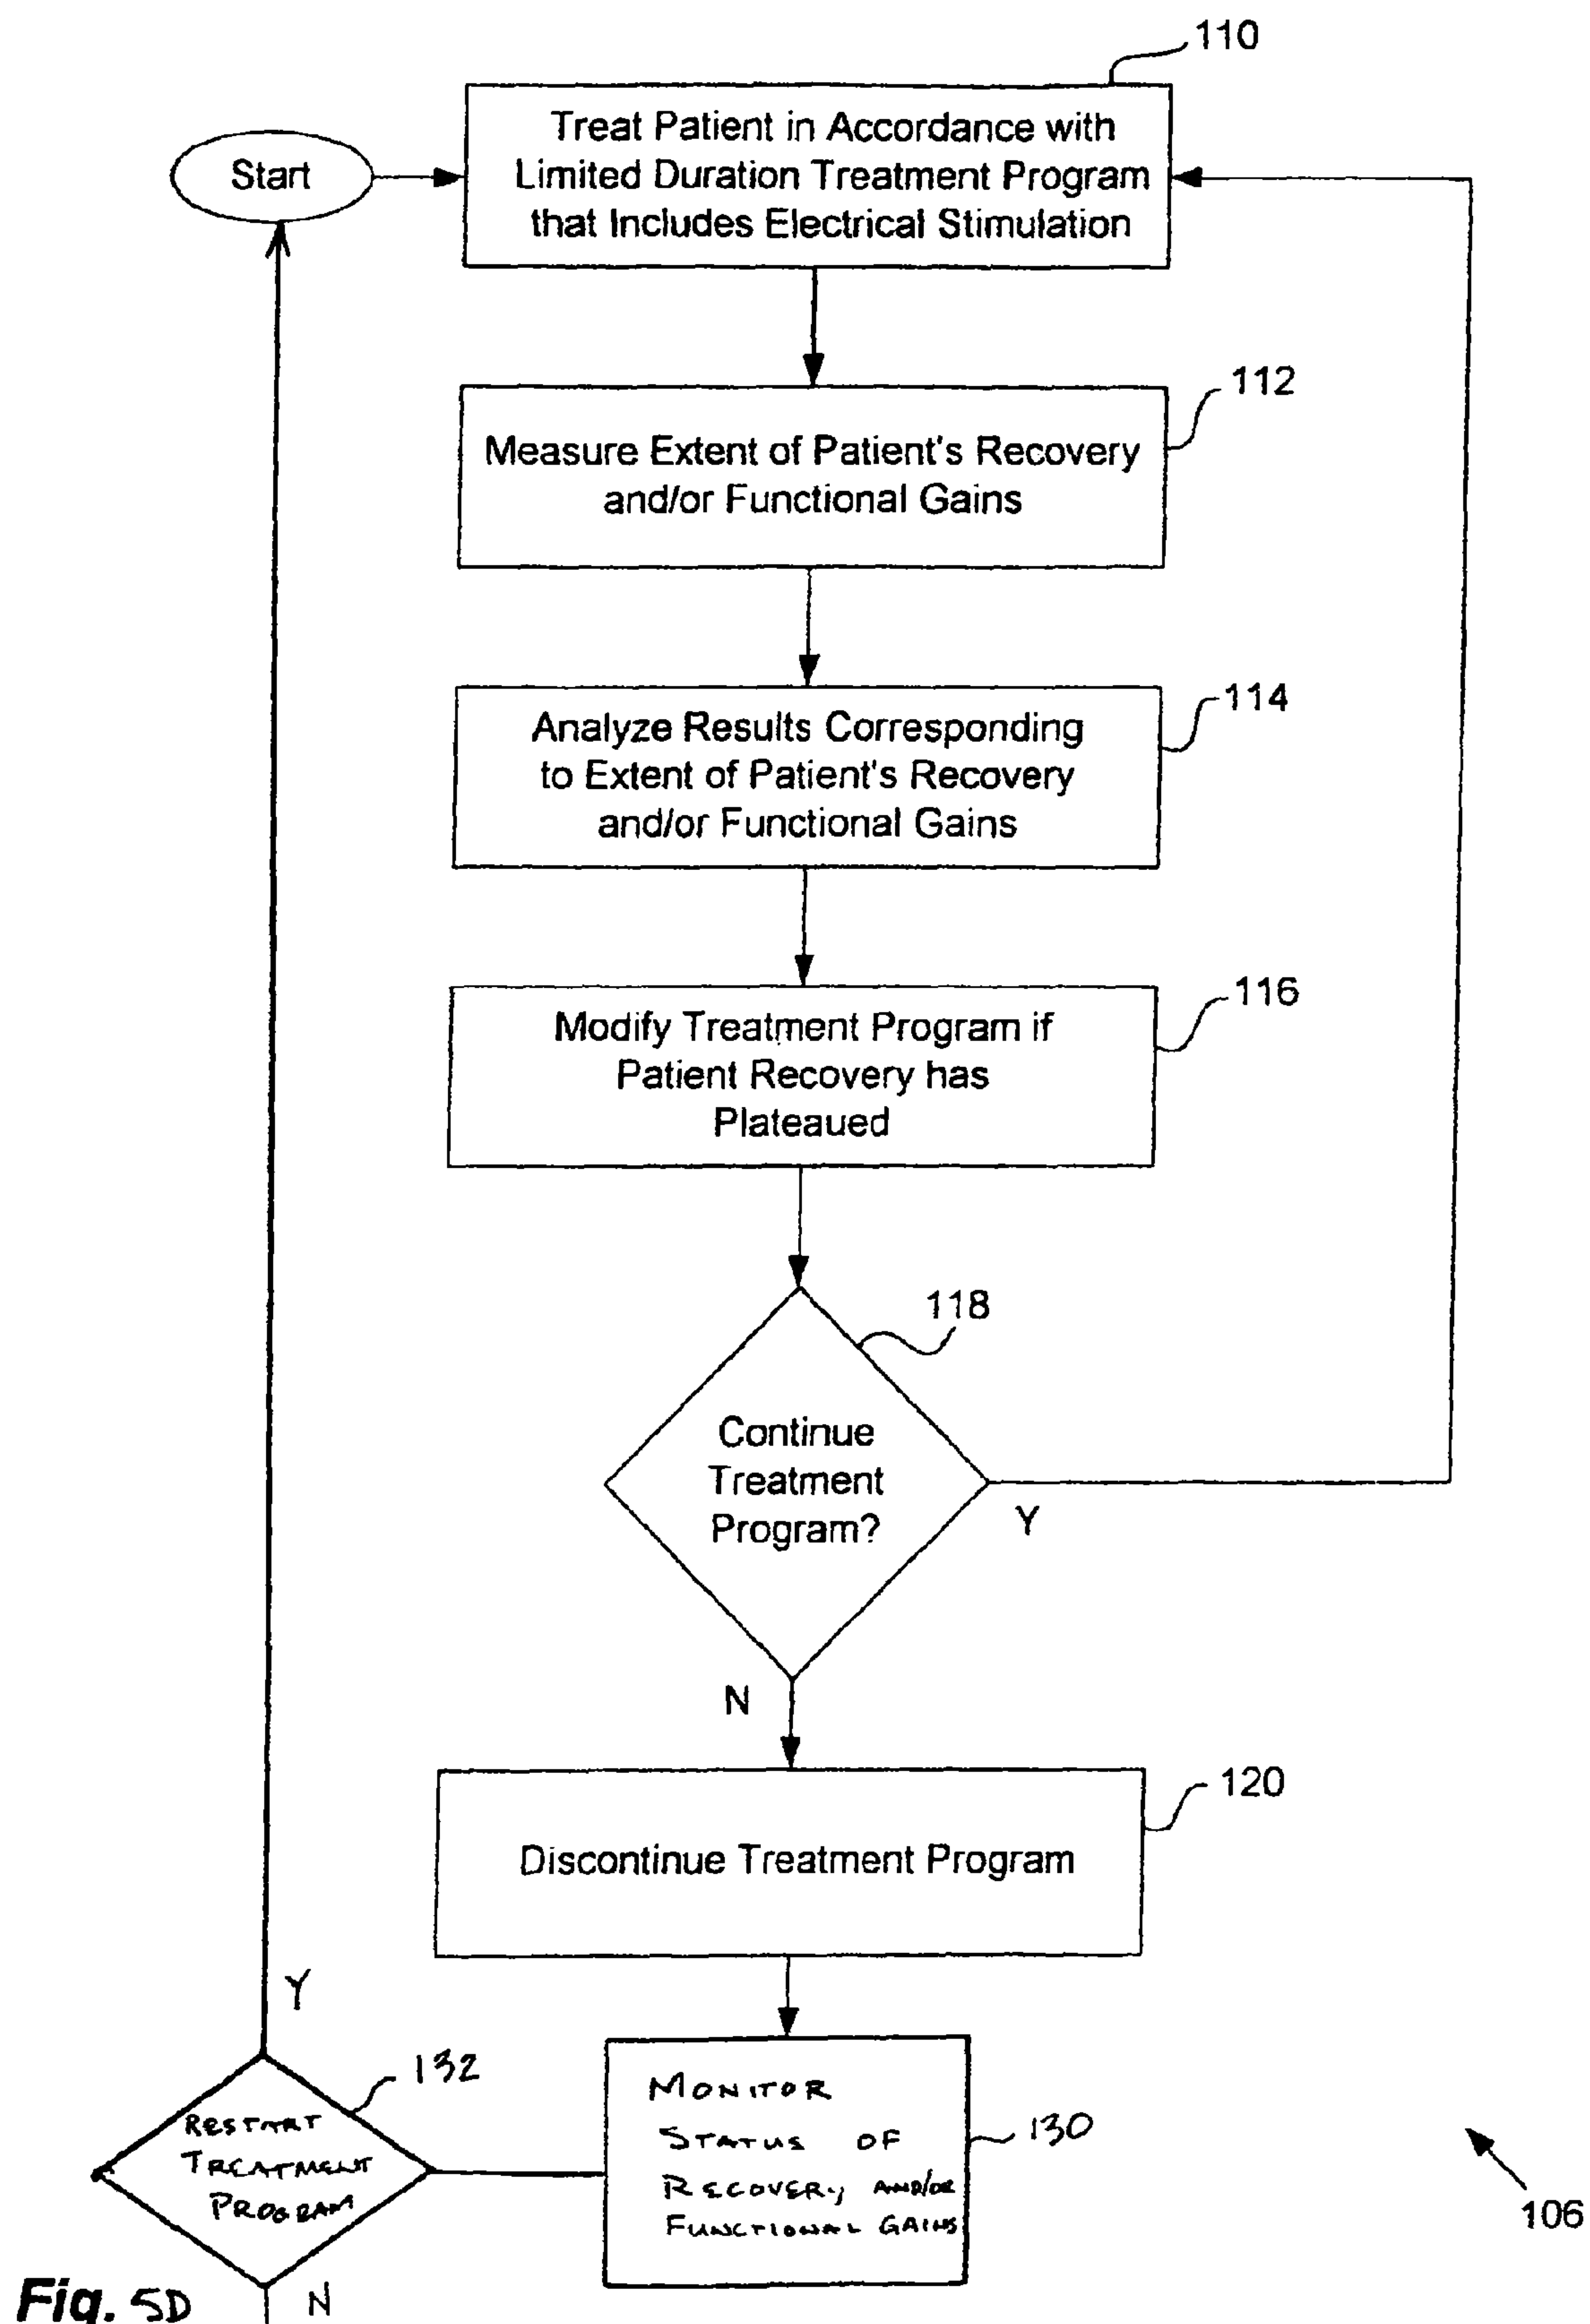 110
Start
Treat Patient in Accordance with
Limited Duration Treatment Program
that Includes Electrical Stimulation
112
Measure Extent of Patient's Recovery
and/or Functional Gains
114
Analyze Results Corresponding
to Extent of Patient's Recovery
and/or Functional Gains
116
Modify Treatment Program if
Patient Recovery has
Plateaued
118
Continue
Treatment
Program?
Y
N
120
Discontinue Treatment Program
Y
132
RESTART
TREATMENT
PROGRAM
MONITOR
STATUS OF
RECOVERY AND/OR
FUNCTIONAL GAINS
130
106
N
Fig. 5D